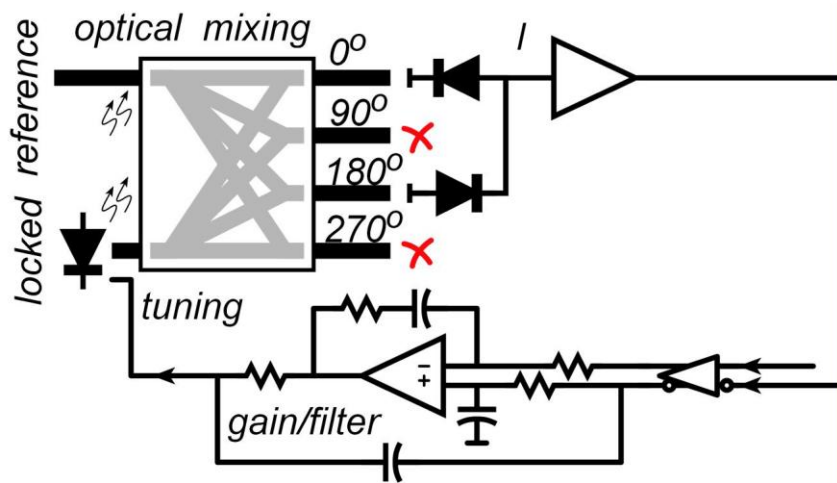 optical mixing
locked reference
0°
90°
180°
270°
I
tuning
gain/filter
−
+